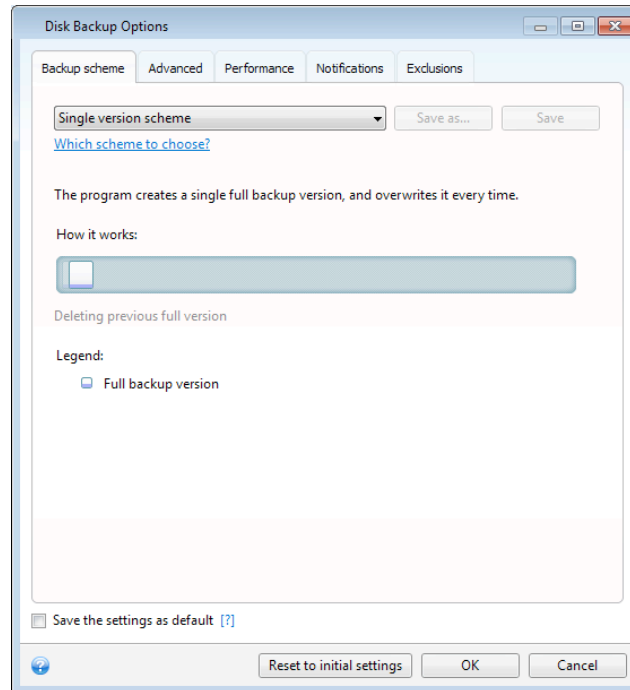 Disk Backup Options
Backup scheme Advanced Performance Notifications Exclusions
Single version scheme Save as... Save
Which scheme to choose?
The program creates a single full backup version, and overwrites it every time.
How it works:
Deleting previous full version
Legend:
Full backup version
Save the settings as default [?]
? Reset to initial settings OK Cancel